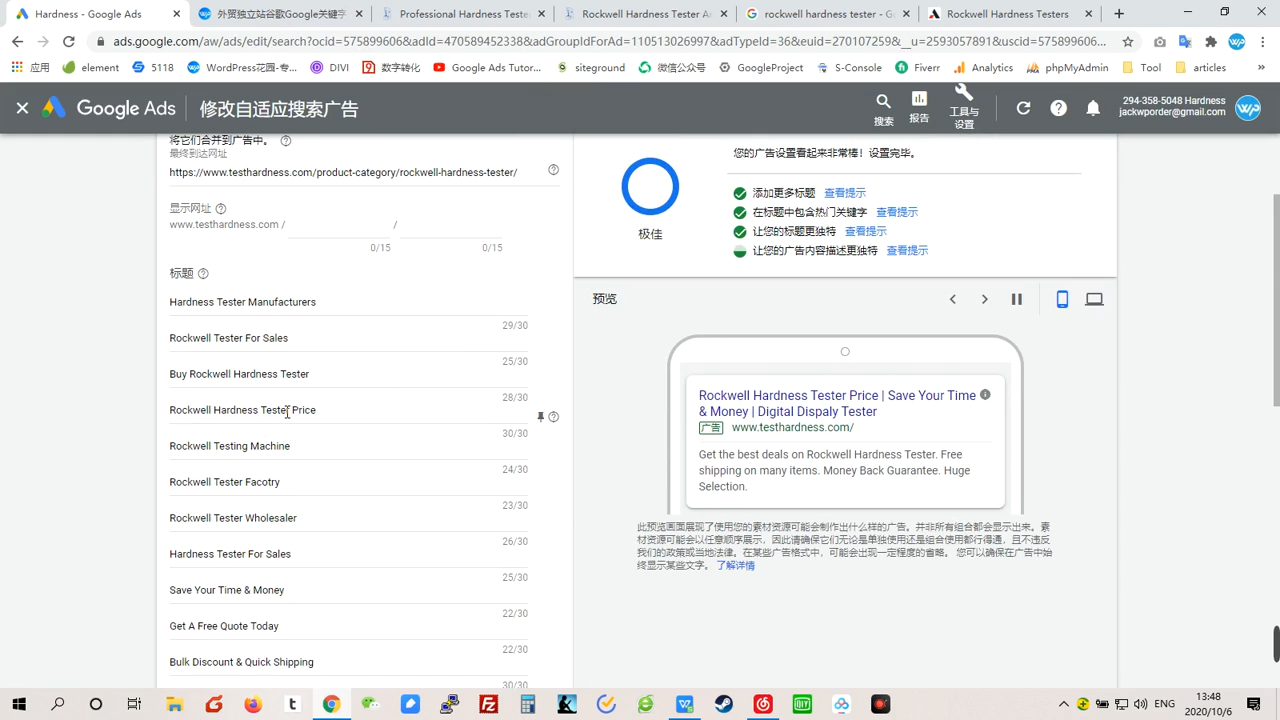 Hardness - Google Ads
外贸独立站谷歌Google关键字
Professional Hardness Teste
Rockwell Hardness Tester A
rockwell hardness tester - G
Rockwell Hardness Testers
ads.google.com/aw/ads/edit/search?ocid=575899606&adId=470589452338&adGroupIdForAd=110513026997&adTypeId=36&euid=270107259&__u=2593057891&uscid=575899606...
应用
element
5118
WordPress花园-专...
DIVI
数字转化
Google Ads Tutor...
siteground
微信公众号
GoogleProject
S-Console
Fiverr
Analytics
phpMyAdmin
Tool
articles
Google Ads
修改自适应搜索广告
搜索
报告
工具与
设置
294-358-5048 Hardness
jackwporder@gmail.com
将它们合并到广告中。
最终到达网址
https://www.testhardness.com/product-category/rockwell-hardness-tester/
显示网址
www.testhardness.com /
/
0/15
0/15
标题
Hardness Tester Manufacturers
29/30
Rockwell Tester For Sales
25/30
Buy Rockwell Hardness Tester
28/30
Rockwell Hardness Tester Price
30/30
Rockwell Testing Machine
24/30
Rockwell Tester Facotry
23/30
Rockwell Tester Wholesaler
26/30
Hardness Tester For Sales
25/30
Save Your Time & Money
22/30
Get A Free Quote Today
22/30
Bulk Discount & Quick Shipping
30/30
极佳
您的广告设置看起来非常棒！设置完毕。
添加更多标题 查看提示
在标题中包含热门关键字 查看提示
让您的标题更独特 查看提示
让您的广告内容描述更独特 查看提示
预览
Rockwell Hardness Tester Price | Save Your Time
& Money | Digital Dispaly Tester
广告 www.testhardness.com/
Get the best deals on Rockwell Hardness Tester. Free
shipping on many items. Money Back Guarantee. Huge
Selection.
此预览画面展现了使用您的素材资源可能会制作出什么样的广告。并非所有组合都会显示出来。素
材资源可能会以任意顺序展示，因此请确保它们无论是单独使用还是组合使用都行得通，且不违反
我们的政策或当地法律。在某些广告格式中，可能会出现一定程度的省略。 您可以确保在广告中始
终显示某些文字。 了解详情
ENG
13:48
2020/10/6